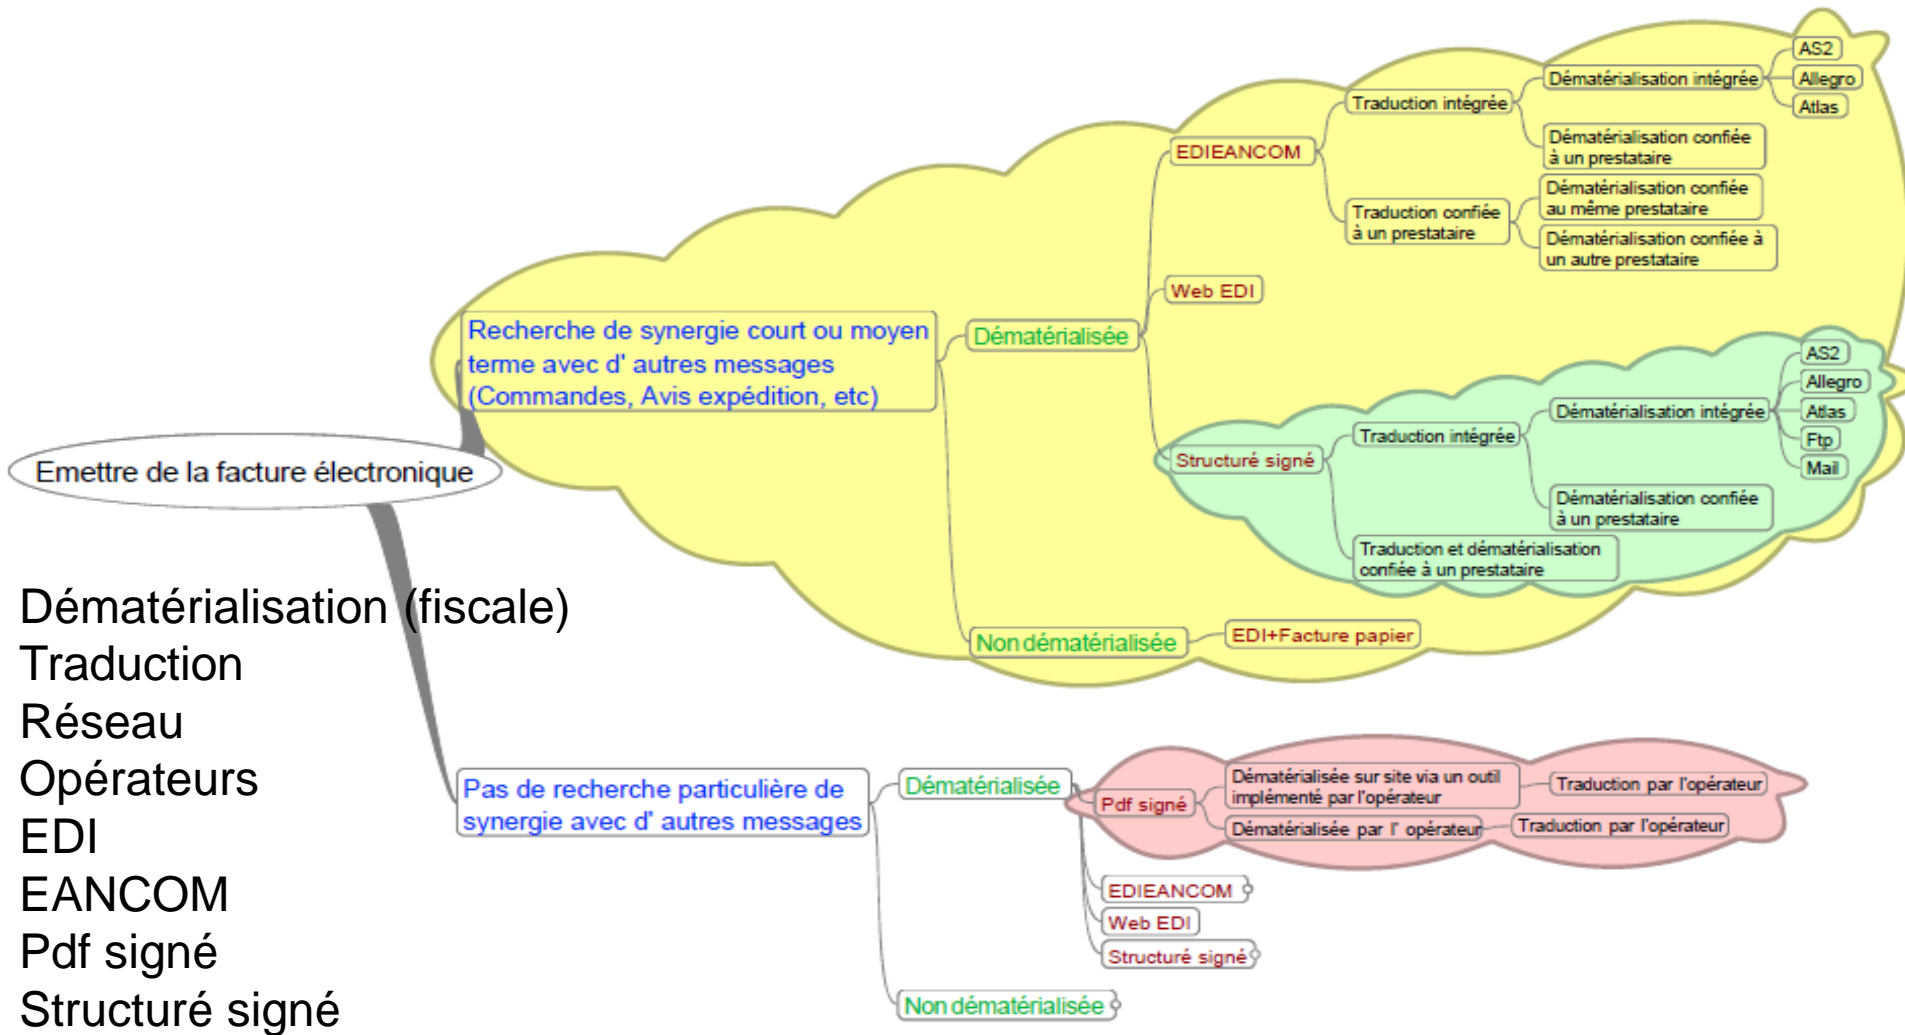 Emettre de la facture électronique
Recherche de synergie court ou moyen
terme avec d' autres messages
(Commandes, Avis expédition, etc)
Dématérialisée
EDIEANCOM
Traduction intégrée
Dématérialisation intégrée
AS2
Allegro
Atlas
Dématérialisation confiée
à un prestataire
Traduction confiée
à un prestataire
Dématérialisation confiée
au même prestataire
Dématérialisation confiée à
un autre prestataire
Web EDI
Structuré signé
Traduction intégrée
Dématérialisation intégrée
AS2
Allegro
Atlas
Ftp
Mail
Dématérialisation confiée
à un prestataire
Traduction et dématérialisation
confiée à un prestataire
Non dématérialisée
EDI+Facture papier
Pas de recherche particulière de
synergie avec d' autres messages
Dématérialisée
Pdf signé
Dématérialisée sur site via un outil
implémenté par l'opérateur
Traduction par l'opérateur
Dématérialisée par l' opérateur
Traduction par l'opérateur
EDIEANCOM
Web EDI
Structuré signé
Non dématérialisée
Dématérialisation (fiscale)
Traduction
Réseau
Opérateurs
EDI
EANCOM
Pdf signé
Structuré signé